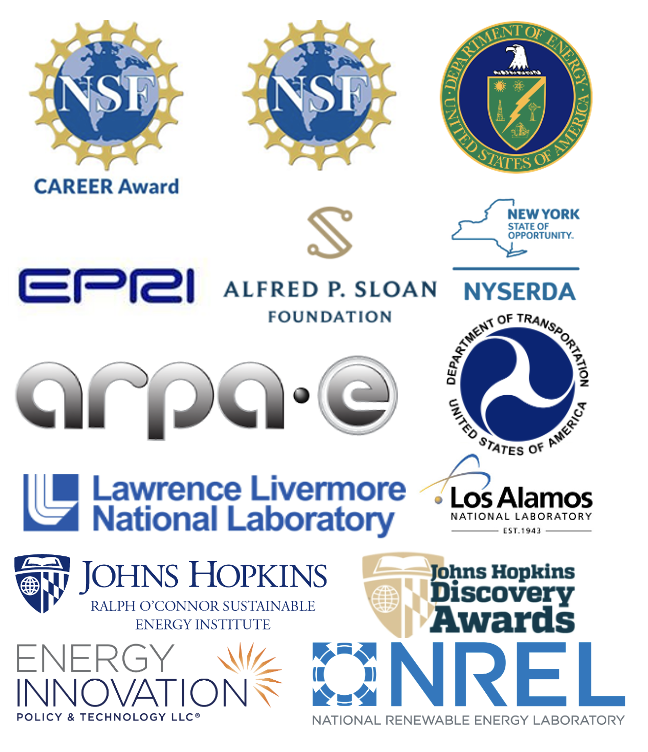 NSF
CAREER Award
NSF
DEPARTMENT OF ENERGY
UNITED STATES OF AMERICA
EPRI
ALFRED P. SLOAN
FOUNDATION
NEW YORK
STATE OF
OPPORTUNITY.
NYSERDA
arpa·e
DEPARTMENT OF TRANSPORTATION
UNITED STATES OF AMERICA
Lawrence Livermore
National Laboratory
Los Alamos
NATIONAL LABORATORY
EST.1943
JOHNS HOPKINS
RALPH O'CONNOR SUSTAINABLE
ENERGY INSTITUTE
Johns Hopkins
Discovery
Awards
ENERGY
INNOVATION
POLICY & TECHNOLOGY LLC®
NREL
NATIONAL RENEWABLE ENERGY LABORATORY